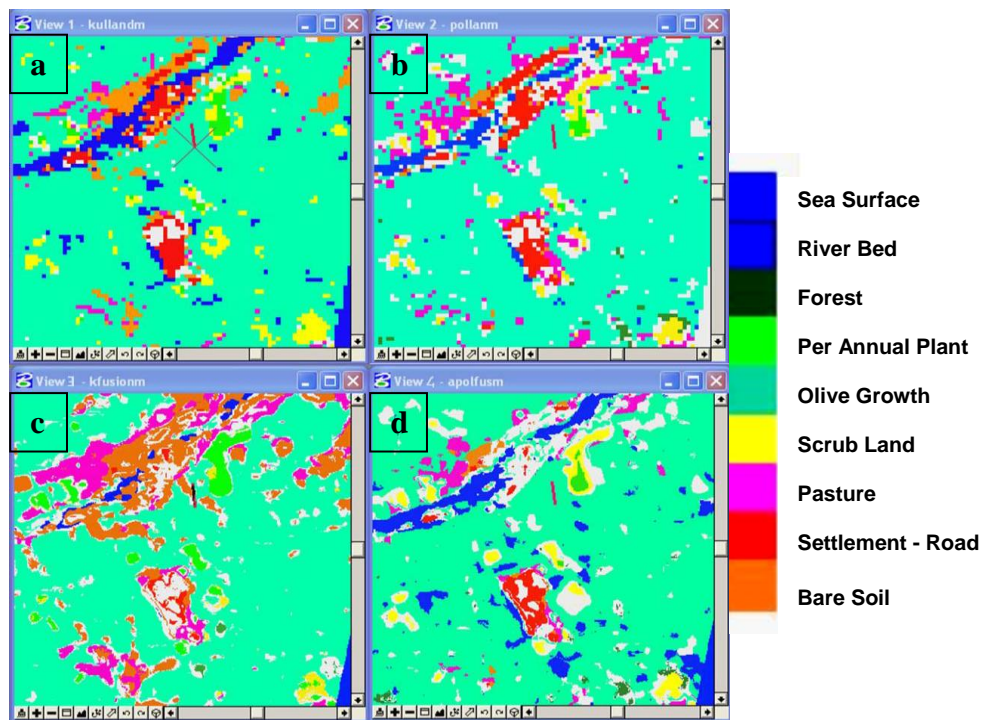 View 1 - kullandm
a
View 2 - pollanm
b
View 3 - kfusionm
c
View 4 - apolfusm
d
Sea Surface
River Bed
Forest
Per Annual Plant
Olive Growth
Scrub Land
Pasture
Settlement - Road
Bare Soil